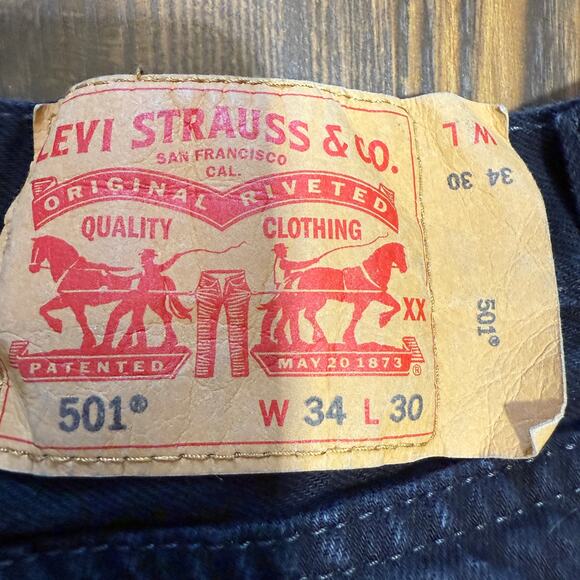 LEVI STRAUSS & CO.
SAN FRANCISCO
CAL.
ORIGINAL RIVETED
QUALITY CLOTHING
XX
PATENTED MAY 20 1873 ®
501® W 34 L 30
W L
34 30
501®